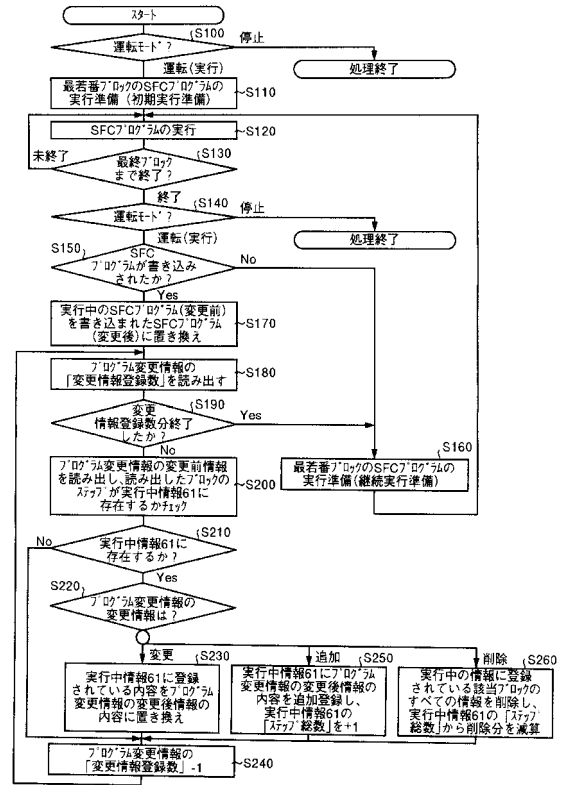 スタート
S100
運転モード?
停止
処理終了
運転(実行)
最若番ブロックのSFCプログラムの
実行準備(初期実行準備)
S110
SFCプログラムの実行
S120
未終了
最終ブロック
まで終了?
S130
終了
運転モード?
S140
停止
処理終了
運転(実行)
S150
SFC
プログラムが書き込み
されたか?
No
Yes
実行中のSFCプログラム(変更前)
を書き込まれたSFCプログラム
(変更後)に置き換え
S170
プログラム変更情報の
「変更情報登録数」を読み出す
S180
変更
情報登録数分終了
したか?
S190
Yes
No
S160
最若番ブロックのSFCプログラムの
実行準備(継続実行準備)
プログラム変更情報の変更前情報
を読み出し、読み出したブロックの
ステップが実行中情報61に
存在するかチェック
S200
S210
No
実行中情報61に
存在するか?
Yes
S220
プログラム変更情報の
変更情報は?
変更
S230
実行中情報61に登録
されている内容をプログラム
変更情報の変更後情報の
内容に置き換え
追加
S250
実行中情報61にプログラム
変更情報の変更後情報の
内容を追加登録し、
実行中情報61の
「ステップ総数」を+1
削除
S260
実行中の情報に登録
されている該当ブロックの
すべての情報を削除し、
実行中情報61の「ステップ
総数」から削除分を減算
プログラム変更情報の
「変更情報登録数」-1
S240